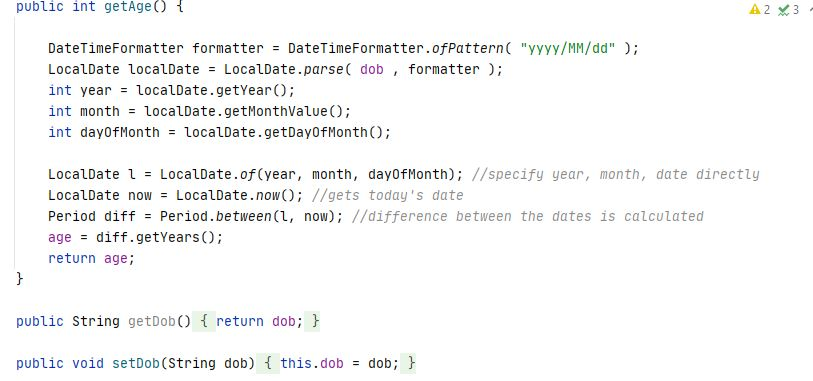 public int getAge() {
2 3
DateTimeFormatter formatter = DateTimeFormatter.ofPattern( "yyyy/MM/dd" );
LocalDate localDate = LocalDate.parse( dob , formatter );
int year = localDate.getYear();
int month = localDate.getMonthValue();
int dayOfMonth = localDate.getDayOfMonth();
LocalDate l = LocalDate.of(year, month, dayOfMonth); //specify year, month, date directly
LocalDate now = LocalDate.now(); //gets today's date
Period diff = Period.between(l, now); //difference between the dates is calculated
age = diff.getYears();
return age;
}
public String getDob() { return dob; }
public void setDob(String dob) { this.dob = dob; }